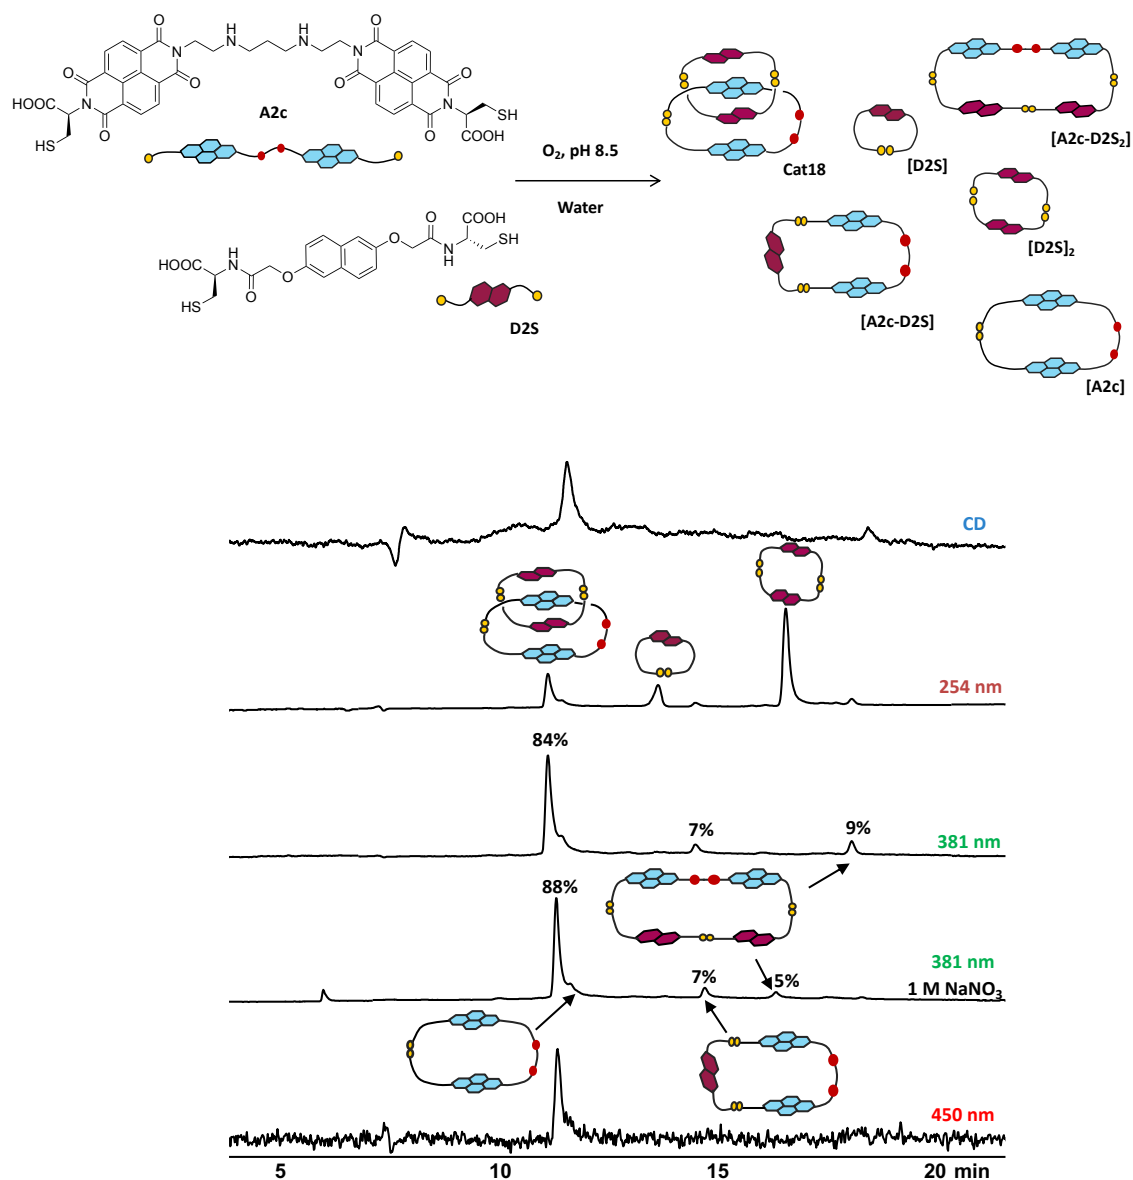 O
O
H
N
H
N
O
O
N
N
O
O
O
O
HOOC
N
O
O
N
SH
HS
A2c
COOH
O2, pH 8.5
Water
COOH
O
O
N
H
SH
HOOC
H
N
O
O
HS
D2S
Cat18
[D2S]
[A2c-D2S2]
[D2S]2
[A2c-D2S]
[A2c]
CD
254 nm
84%
7%
9%
381 nm
88%
7%
5%
381 nm
1 M NaNO3
450 nm
5 10 15 20 min